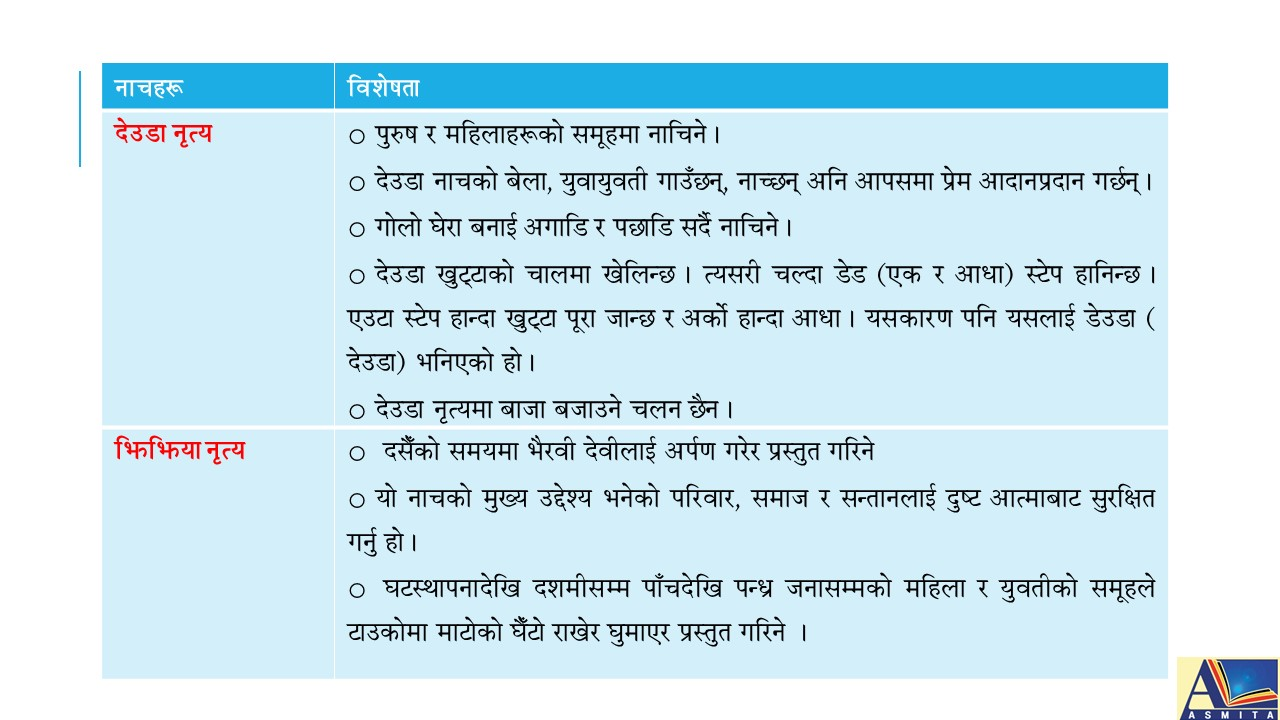 नाचहरू
विशेषता
देउडा नृत्य
o पुरुष र महिलाहरूको समूहमा नाचिने।
o देउडा नाचको बेला, युवायुवती गाउँछन्, नाच्छन् अनि आपसमा प्रेम आदानप्रदान गर्छन्।
o गोलो घेरा बनाई अगाडि र पछाडि सर्दै नाचिने।
o देउडा खुट्टाको चालमा खेलिन्छ। त्यसरी चल्दा डेड (एक र आधा) स्टेप हानिन्छ।
एउटा स्टेप हान्दा खुट्टा पूरा जान्छ र अर्को हान्दा आधा। यसकारण पनि यसलाई डेउडा (
देउडा) भनिएको हो।
o देउडा नृत्यमा बाजा बजाउने चलन छैन।
झिझिया नृत्य
o दसैँको समयमा भैरवी देवीलाई अर्पण गरेर प्रस्तुत गरिने
o यो नाचको मुख्य उद्देश्य भनेको परिवार, समाज र सन्तानलाई दुष्ट आत्माबाट सुरक्षित
गर्नु हो।
o घटस्थापनादेखि दशमीसम्म पाँचदेखि पन्ध्र जनासम्मको महिला र युवतीको समूहले
टाउकोमा माटोको घैँटो राखेर घुमाएर प्रस्तुत गरिने ।
ASMITA